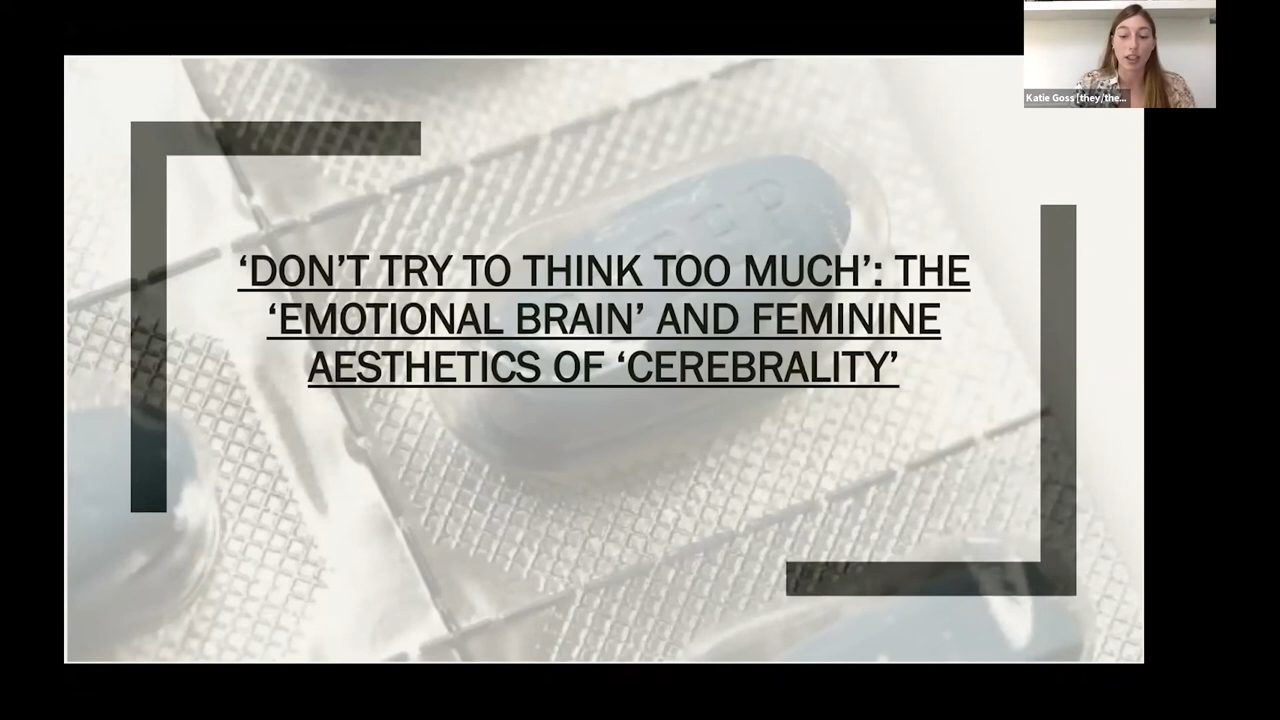 Katie Goss (they/the...
‘DON’T TRY TO THINK TOO MUCH’: THE
‘EMOTIONAL BRAIN’ AND FEMININE
AESTHETICS OF ‘CEREBRALITY’